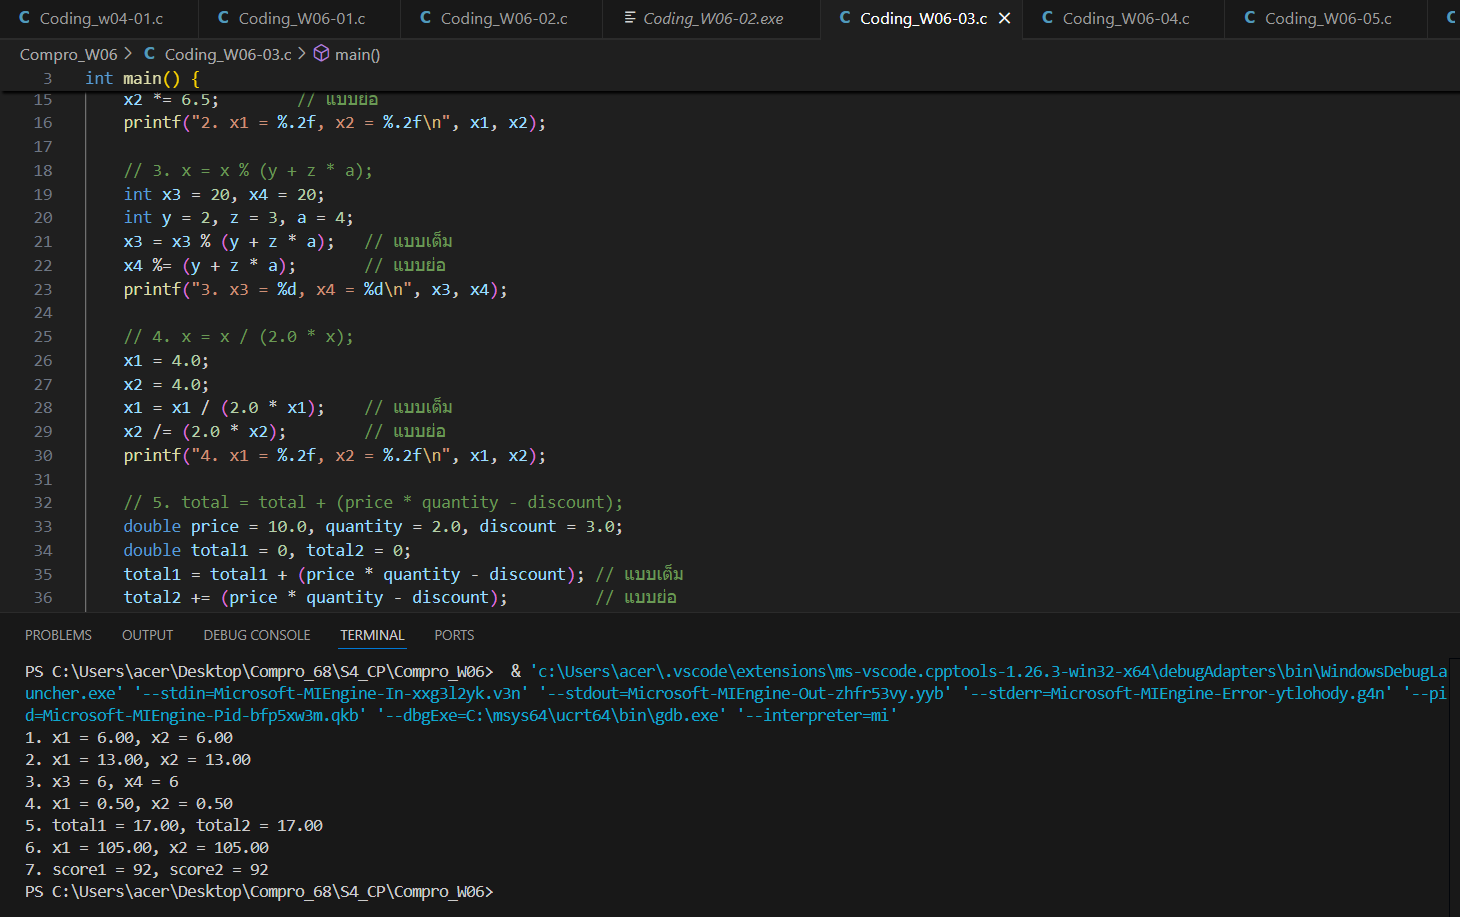 Coding_w04-01.c Coding_W06-01.c Coding_W06-02.c Coding_W06-02.exe Coding_W06-03.c Coding_W06-04.c Coding_W06-05.c
Compro_W06 > C Coding_W06-03.c > main()
3 int main() {
15 x2 *= 6.5; // แบบย่อ
16 printf("2. x1 = %.2f, x2 = %.2f\n", x1, x2);
17
18 // 3. x = x % (y + z * a);
19 int x3 = 20, x4 = 20;
20 int y = 2, z = 3, a = 4;
21 x3 = x3 % (y + z * a); // แบบเต็ม
22 x4 %= (y + z * a); // แบบย่อ
23 printf("3. x3 = %d, x4 = %d\n", x3, x4);
24
25 // 4. x = x / (2.0 * x);
26 x1 = 4.0;
27 x2 = 4.0;
28 x1 = x1 / (2.0 * x1); // แบบเต็ม
29 x2 /= (2.0 * x2); // แบบย่อ
30 printf("4. x1 = %.2f, x2 = %.2f\n", x1, x2);
31
32 // 5. total = total + (price * quantity - discount);
33 double price = 10.0, quantity = 2.0, discount = 3.0;
34 double total1 = 0, total2 = 0;
35 total1 = total1 + (price * quantity - discount); // แบบเต็ม
36 total2 += (price * quantity - discount); // แบบย่อ
PROBLEMS OUTPUT DEBUG CONSOLE TERMINAL PORTS
PS C:\Users\acer\Desktop\Compro_68\S4_CP\Compro_W06> & 'c:\Users\acer\.vscode\extensions\ms-vscode.cpptools-1.26.3-win32-x64\debugAdapters\bin\WindowsDebugLa
uncher.exe' '--stdin=Microsoft-MIEngine-In-xxg3l2yk.v3n' '--stdout=Microsoft-MIEngine-Out-zhfr53vy.yyb' '--stderr=Microsoft-MIEngine-Error-ytlohody.g4n' '--pi
d=Microsoft-MIEngine-Pid-bfp5xw3m.qkb' '--dbgExe=C:\msys64\ucrt64\bin\gdb.exe' '--interpreter=mi'
1. x1 = 6.00, x2 = 6.00
2. x1 = 13.00, x2 = 13.00
3. x3 = 6, x4 = 6
4. x1 = 0.50, x2 = 0.50
5. total1 = 17.00, total2 = 17.00
6. x1 = 105.00, x2 = 105.00
7. score1 = 92, score2 = 92
PS C:\Users\acer\Desktop\Compro_68\S4_CP\Compro_W06>